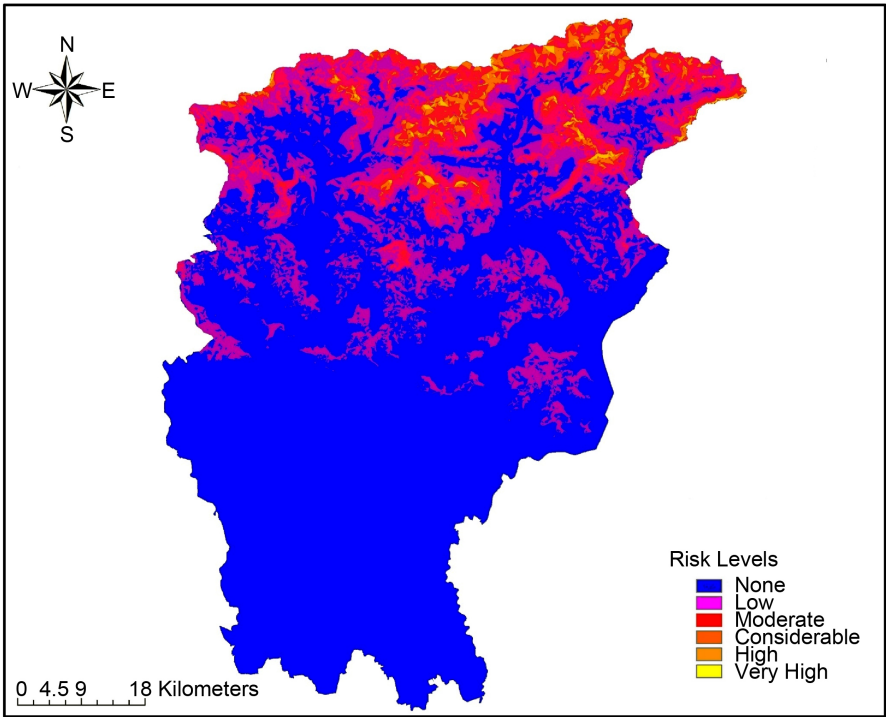 N
W E
S
Risk Levels
None
Low
Moderate
Considerable
High
Very High
0 4.5 9 18 Kilometers